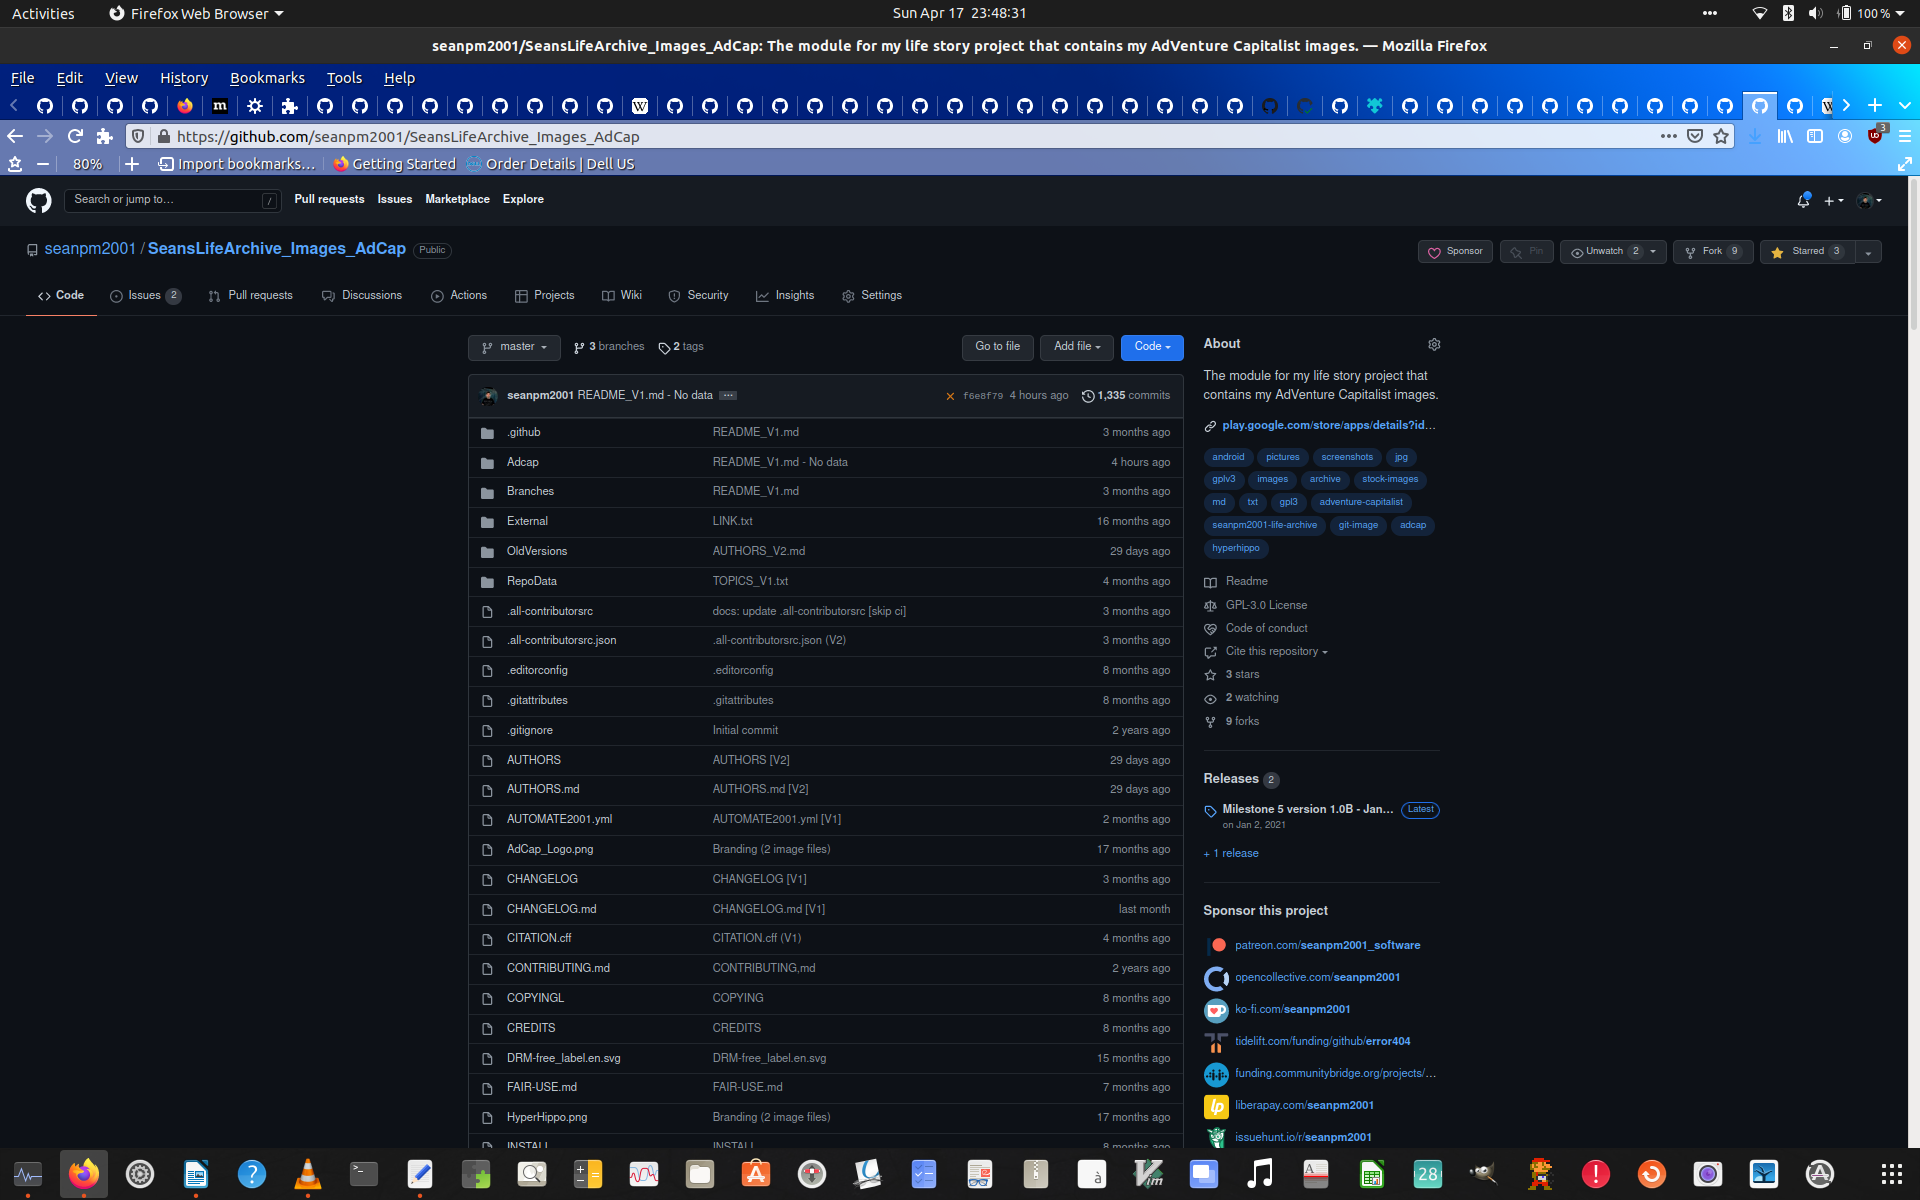 Activities
Firefox Web Browser
Sun Apr 17 23:48:31
100 %
seanpm2001/SeansLifeArchive_Images_AdCap: The module for my life story project that contains my AdVenture Capitalist images. — Mozilla Firefox
File Edit View History Bookmarks Tools Help
https://github.com/seanpm2001/SeansLifeArchive_Images_AdCap
3
80% Import bookmarks... Getting Started Order Details | Dell US
Search or jump to... / Pull requests Issues Marketplace Explore
seanpm2001 / SeansLifeArchive_Images_AdCap Public
Sponsor Pin Unwatch 2 Fork 9 Starred 3
Code Issues 2 Pull requests Discussions Actions Projects Wiki Security Insights Settings
master 3 branches 2 tags Go to file Add file Code
seanpm2001 README_V1.md - No data ... f6e8f79 4 hours ago 1,335 commits
.github README_V1.md 3 months ago
Adcap README_V1.md - No data 4 hours ago
Branches README_V1.md 3 months ago
External LINK.txt 16 months ago
OldVersions AUTHORS_V2.md 29 days ago
RepoData TOPICS_V1.txt 4 months ago
.all-contributorsrc docs: update .all-contributorsrc [skip ci] 3 months ago
.all-contributorsrc.json .all-contributorsrc.json (V2) 3 months ago
.editorconfig .editorconfig 8 months ago
.gitattributes .gitattributes 8 months ago
.gitignore Initial commit 2 years ago
AUTHORS AUTHORS [V2] 29 days ago
AUTHORS.md AUTHORS.md [V2] 29 days ago
AUTOMATE2001.yml AUTOMATE2001.yml [V1] 2 months ago
AdCap_Logo.png Branding (2 image files) 17 months ago
CHANGELOG CHANGELOG [V1] 3 months ago
CHANGELOG.md CHANGELOG.md [V1] last month
CITATION.cff CITATION.cff (V1) 4 months ago
CONTRIBUTING.md CONTRIBUTING,md 2 years ago
COPYINGL COPYING 8 months ago
CREDITS CREDITS 8 months ago
DRM-free_label.en.svg DRM-free_label.en.svg 15 months ago
FAIR-USE.md FAIR-USE.md 7 months ago
HyperHippo.png Branding (2 image files) 17 months ago
INSTALL INSTALL 8 months ago
About
The module for my life story project that
contains my AdVenture Capitalist images.
play.google.com/store/apps/details?id...
android pictures screenshots jpg
gplv3 images archive stock-images
md txt gpl3 adventure-capitalist
seanpm2001-life-archive git-image adcap
hyperhippo
Readme
GPL-3.0 License
Code of conduct
Cite this repository
3 stars
2 watching
9 forks
Releases 2
Milestone 5 version 1.0B - Jan... Latest
on Jan 2, 2021
+ 1 release
Sponsor this project
patreon.com/seanpm2001_software
opencollective.com/seanpm2001
ko-fi.com/seanpm2001
tidelift.com/funding/github/error404
funding.communitybridge.org/projects/...
liberapay.com/seanpm2001
issuehunt.io/r/seanpm2001
28